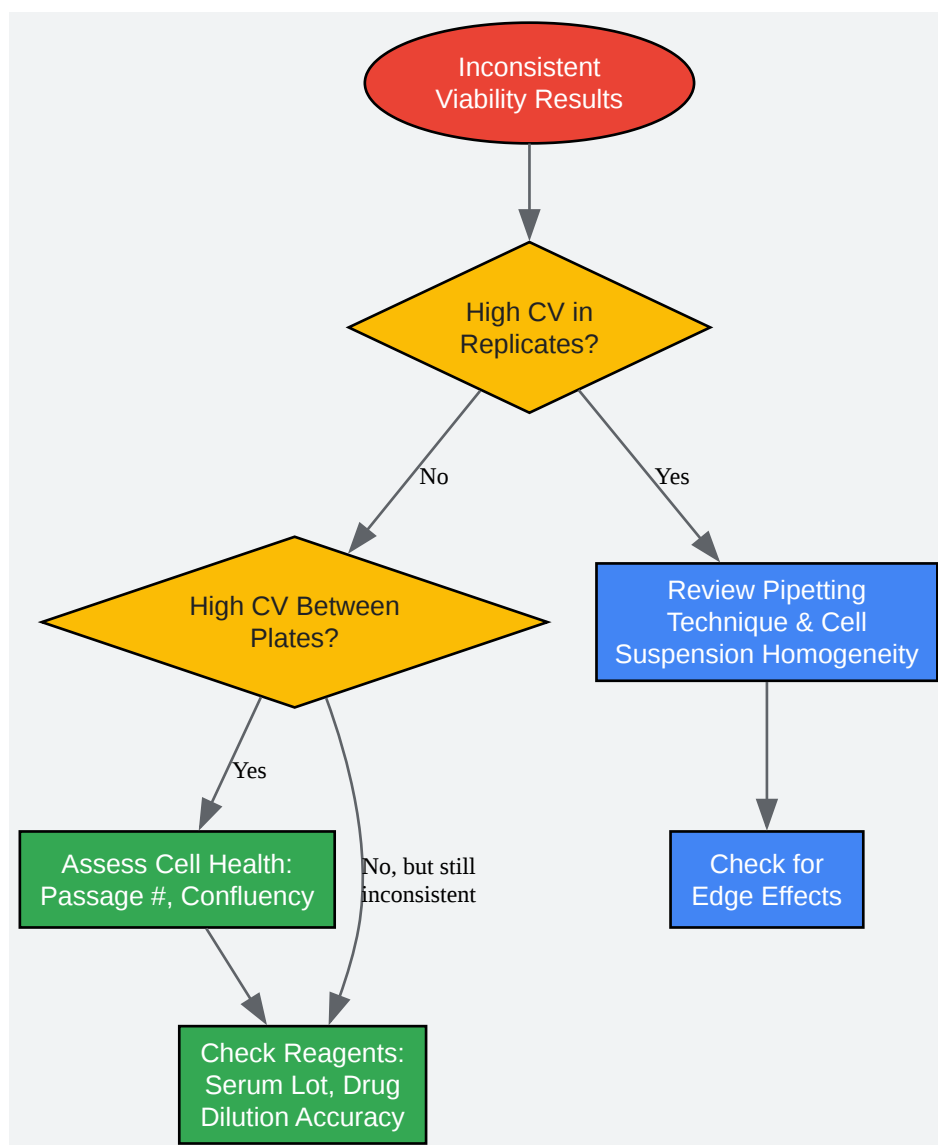 Inconsistent
Viability Results
High CV in
Replicates?
No
Yes
High CV Between
Plates?
Review Pipetting
Technique & Cell
Suspension Homogeneity
Yes
No, but still
inconsistent
Assess Cell Health:
Passage #, Confluency
Check for
Edge Effects
Check Reagents:
Serum Lot, Drug
Dilution Accuracy